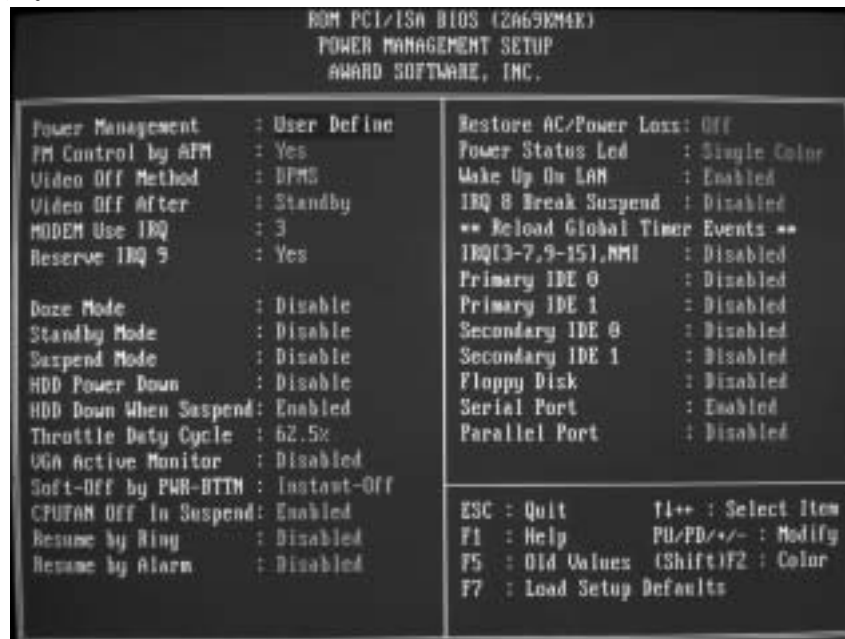 ROM PCI/ISA BIOS (2A69KM4K)
POWER MANAGEMENT SETUP
AWARD SOFTWARE, INC.
Power Management : User Define
PM Control by APM : Yes
Video Off Method : DPMS
Video Off After : Standby
MODEM Use IRQ : 3
Reserve IRQ 9 : Yes
Doze Mode : Disable
Standby Mode : Disable
Suspend Mode : Disable
HDD Power Down : Disable
HDD Down When Suspend: Enabled
Throttle Duty Cycle : 62.5%
VGA Active Monitor : Disabled
Soft-Off by PWR-BTTN : Instant-Off
CPUFAN Off In Suspend: Enabled
Resume by Ring : Disabled
Resume by Alarm : Disabled
Restore AC/Power Loss: Off
Power Status Led : Single Color
Wake Up On LAN : Enabled
IRQ 8 Break Suspend : Disabled
** Reload Global Timer Events **
IRQ[3-7,9-15],NMI : Disabled
Primary IDE 0 : Disabled
Primary IDE 1 : Disabled
Secondary IDE 0 : Disabled
Secondary IDE 1 : Disabled
Floppy Disk : Disabled
Serial Port : Enabled
Parallel Port : Disabled
ESC : Quit ↑↓→← : Select Item
F1 : Help PU/PD/+/- : Modify
F5 : Old Values (Shift)F2 : Color
F7 : Load Setup Defaults